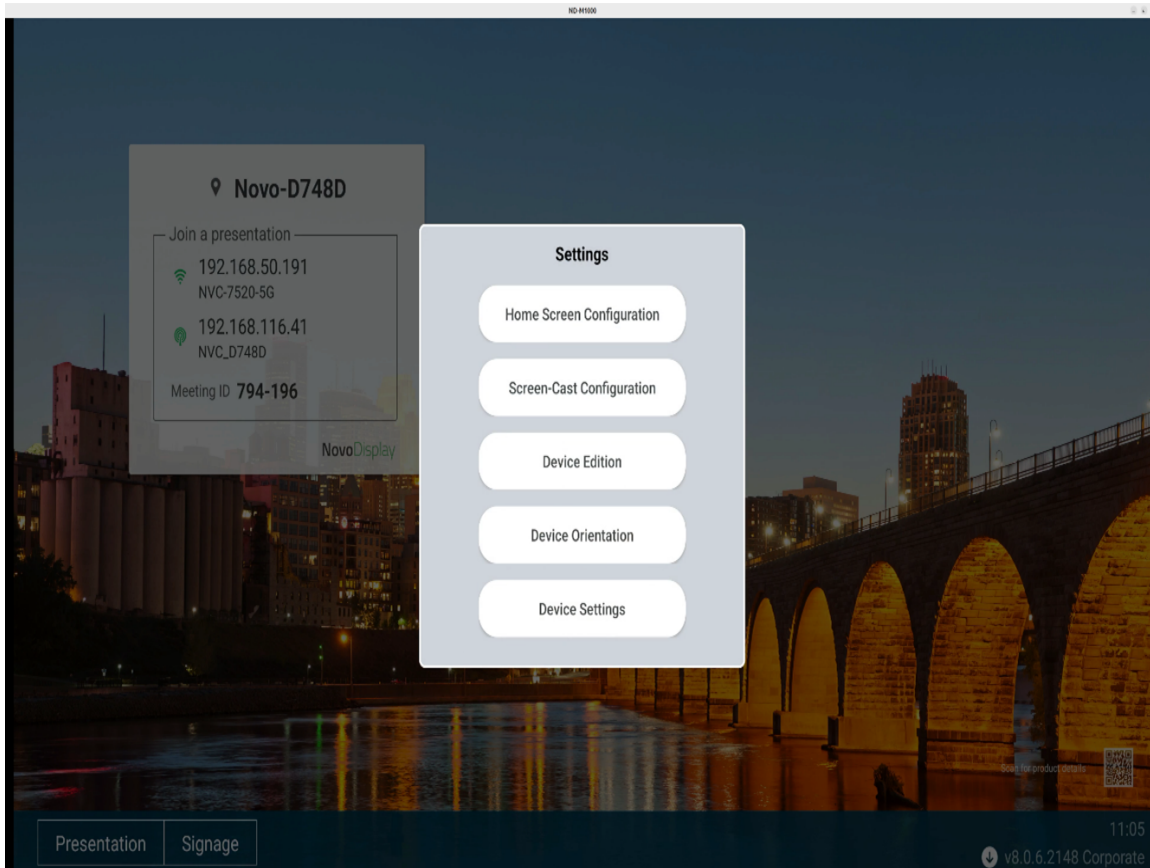 ND-M1000
Novo-D748D
Join a presentation
192.168.50.191
NVC-7520-5G
192.168.116.41
NVC_D748D
Meeting ID 794-196
NovoDisplay
Settings
Home Screen Configuration
Screen-Cast Configuration
Device Edition
Device Orientation
Device Settings
Scan for product details
Presentation
Signage
11:05
v8.0.6.2148 Corporate